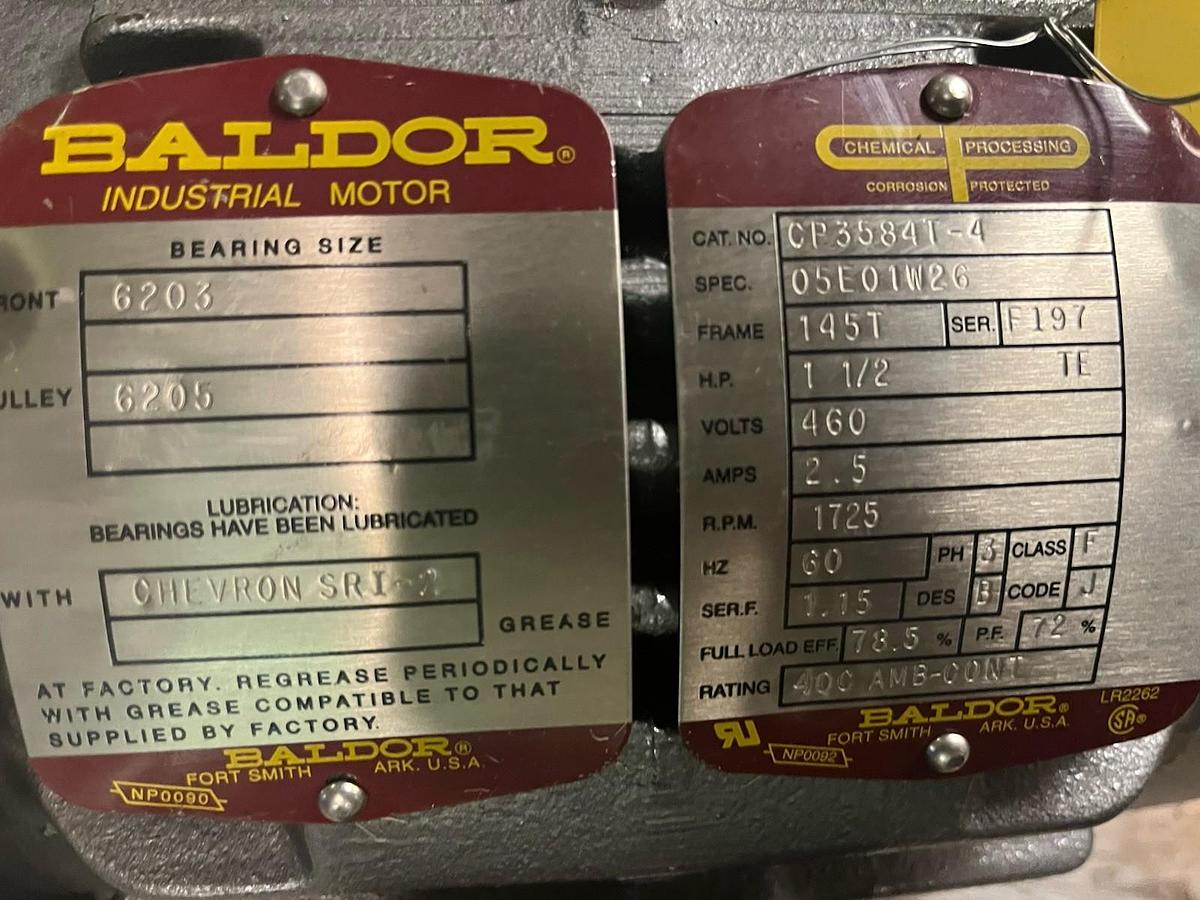 BALDOR®
INDUSTRIAL MOTOR
BEARING SIZE
RONT 6203
ULLEY 6205
LUBRICATION:
BEARINGS HAVE BEEN LUBRICATED
WITH CHEVRON SRI-2
GREASE
AT FACTORY. REGREASE PERIODICALLY
WITH GREASE COMPATIBLE TO THAT
SUPPLIED BY FACTORY.
BALDOR®
FORT SMITH ARK. U.S.A.
NP0090
CHEMICAL PROCESSING
CORROSION PROTECTED
CAT. NO. CP3584T-4
SPEC. 05E01W26
FRAME 145T SER. F197
H.P. 1 1/2 TE
VOLTS 460
AMPS 2.5
R.P.M. 1725
HZ 60 PH 3 CLASS F
SER.F. 1.15 DES B CODE J
FULL LOAD EFF. 78.5 % P.F. 72 %
RATING 40C AMB-CONT
BALDOR® LR2262
FORT SMITH ARK. U.S.A. SA®
NP0092